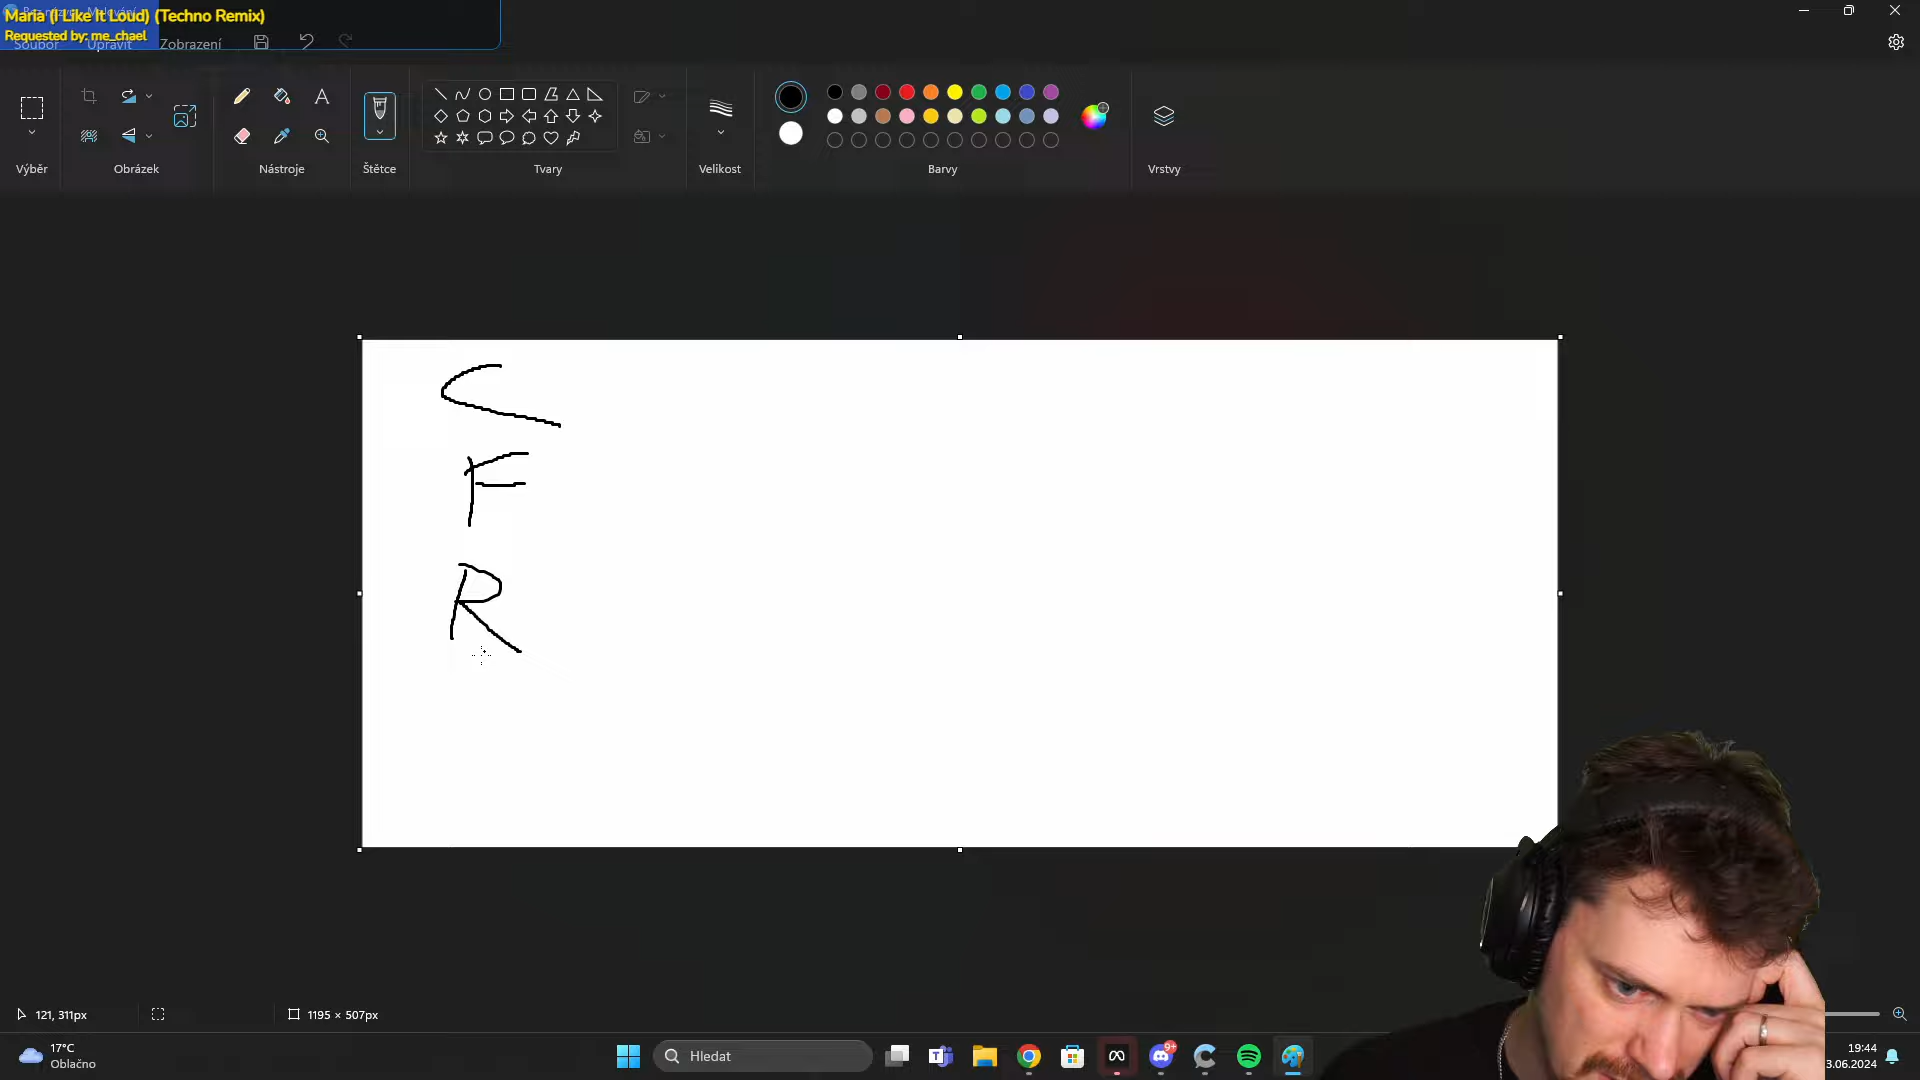 Maria (I Like It Loud) (Techno Remix)
Requested by: me_chael
Soubor Upravit Zobrazení
Výběr Obrázek Nástroje Štětce Tvary Velikost Barvy Vrstvy
C
F
R
121, 311px 1195 × 507px
17°C
Oblačno
Hledat
9+
19:44
3.06.2024